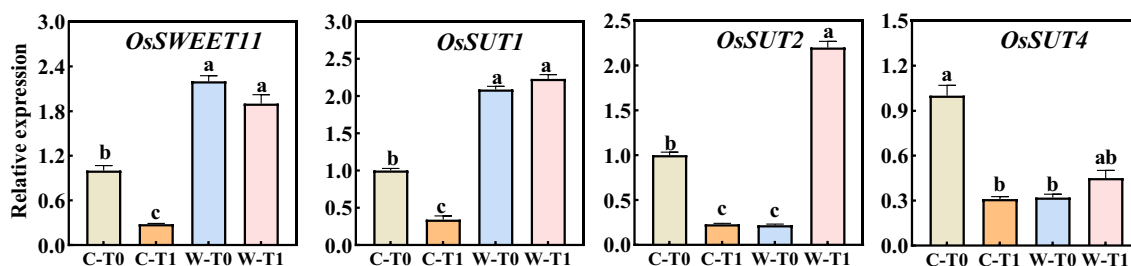 Relative expression
OsSWEET11
3.0
2.4
1.8
1.2
0.6
0.0
b
c
a
a
C-T0 C-T1 W-T0 W-T1
OsSUT1
3.0
2.5
2.0
1.5
1.0
0.5
0.0
b
c
a
a
C-T0 C-T1 W-T0 W-T1
OsSUT2
2.5
2.0
1.5
1.0
0.5
0.0
b
c
c
a
C-T0 C-T1 W-T0 W-T1
OsSUT4
1.5
1.2
0.9
0.6
0.3
0.0
a
b
b
ab
C-T0 C-T1 W-T0 W-T1